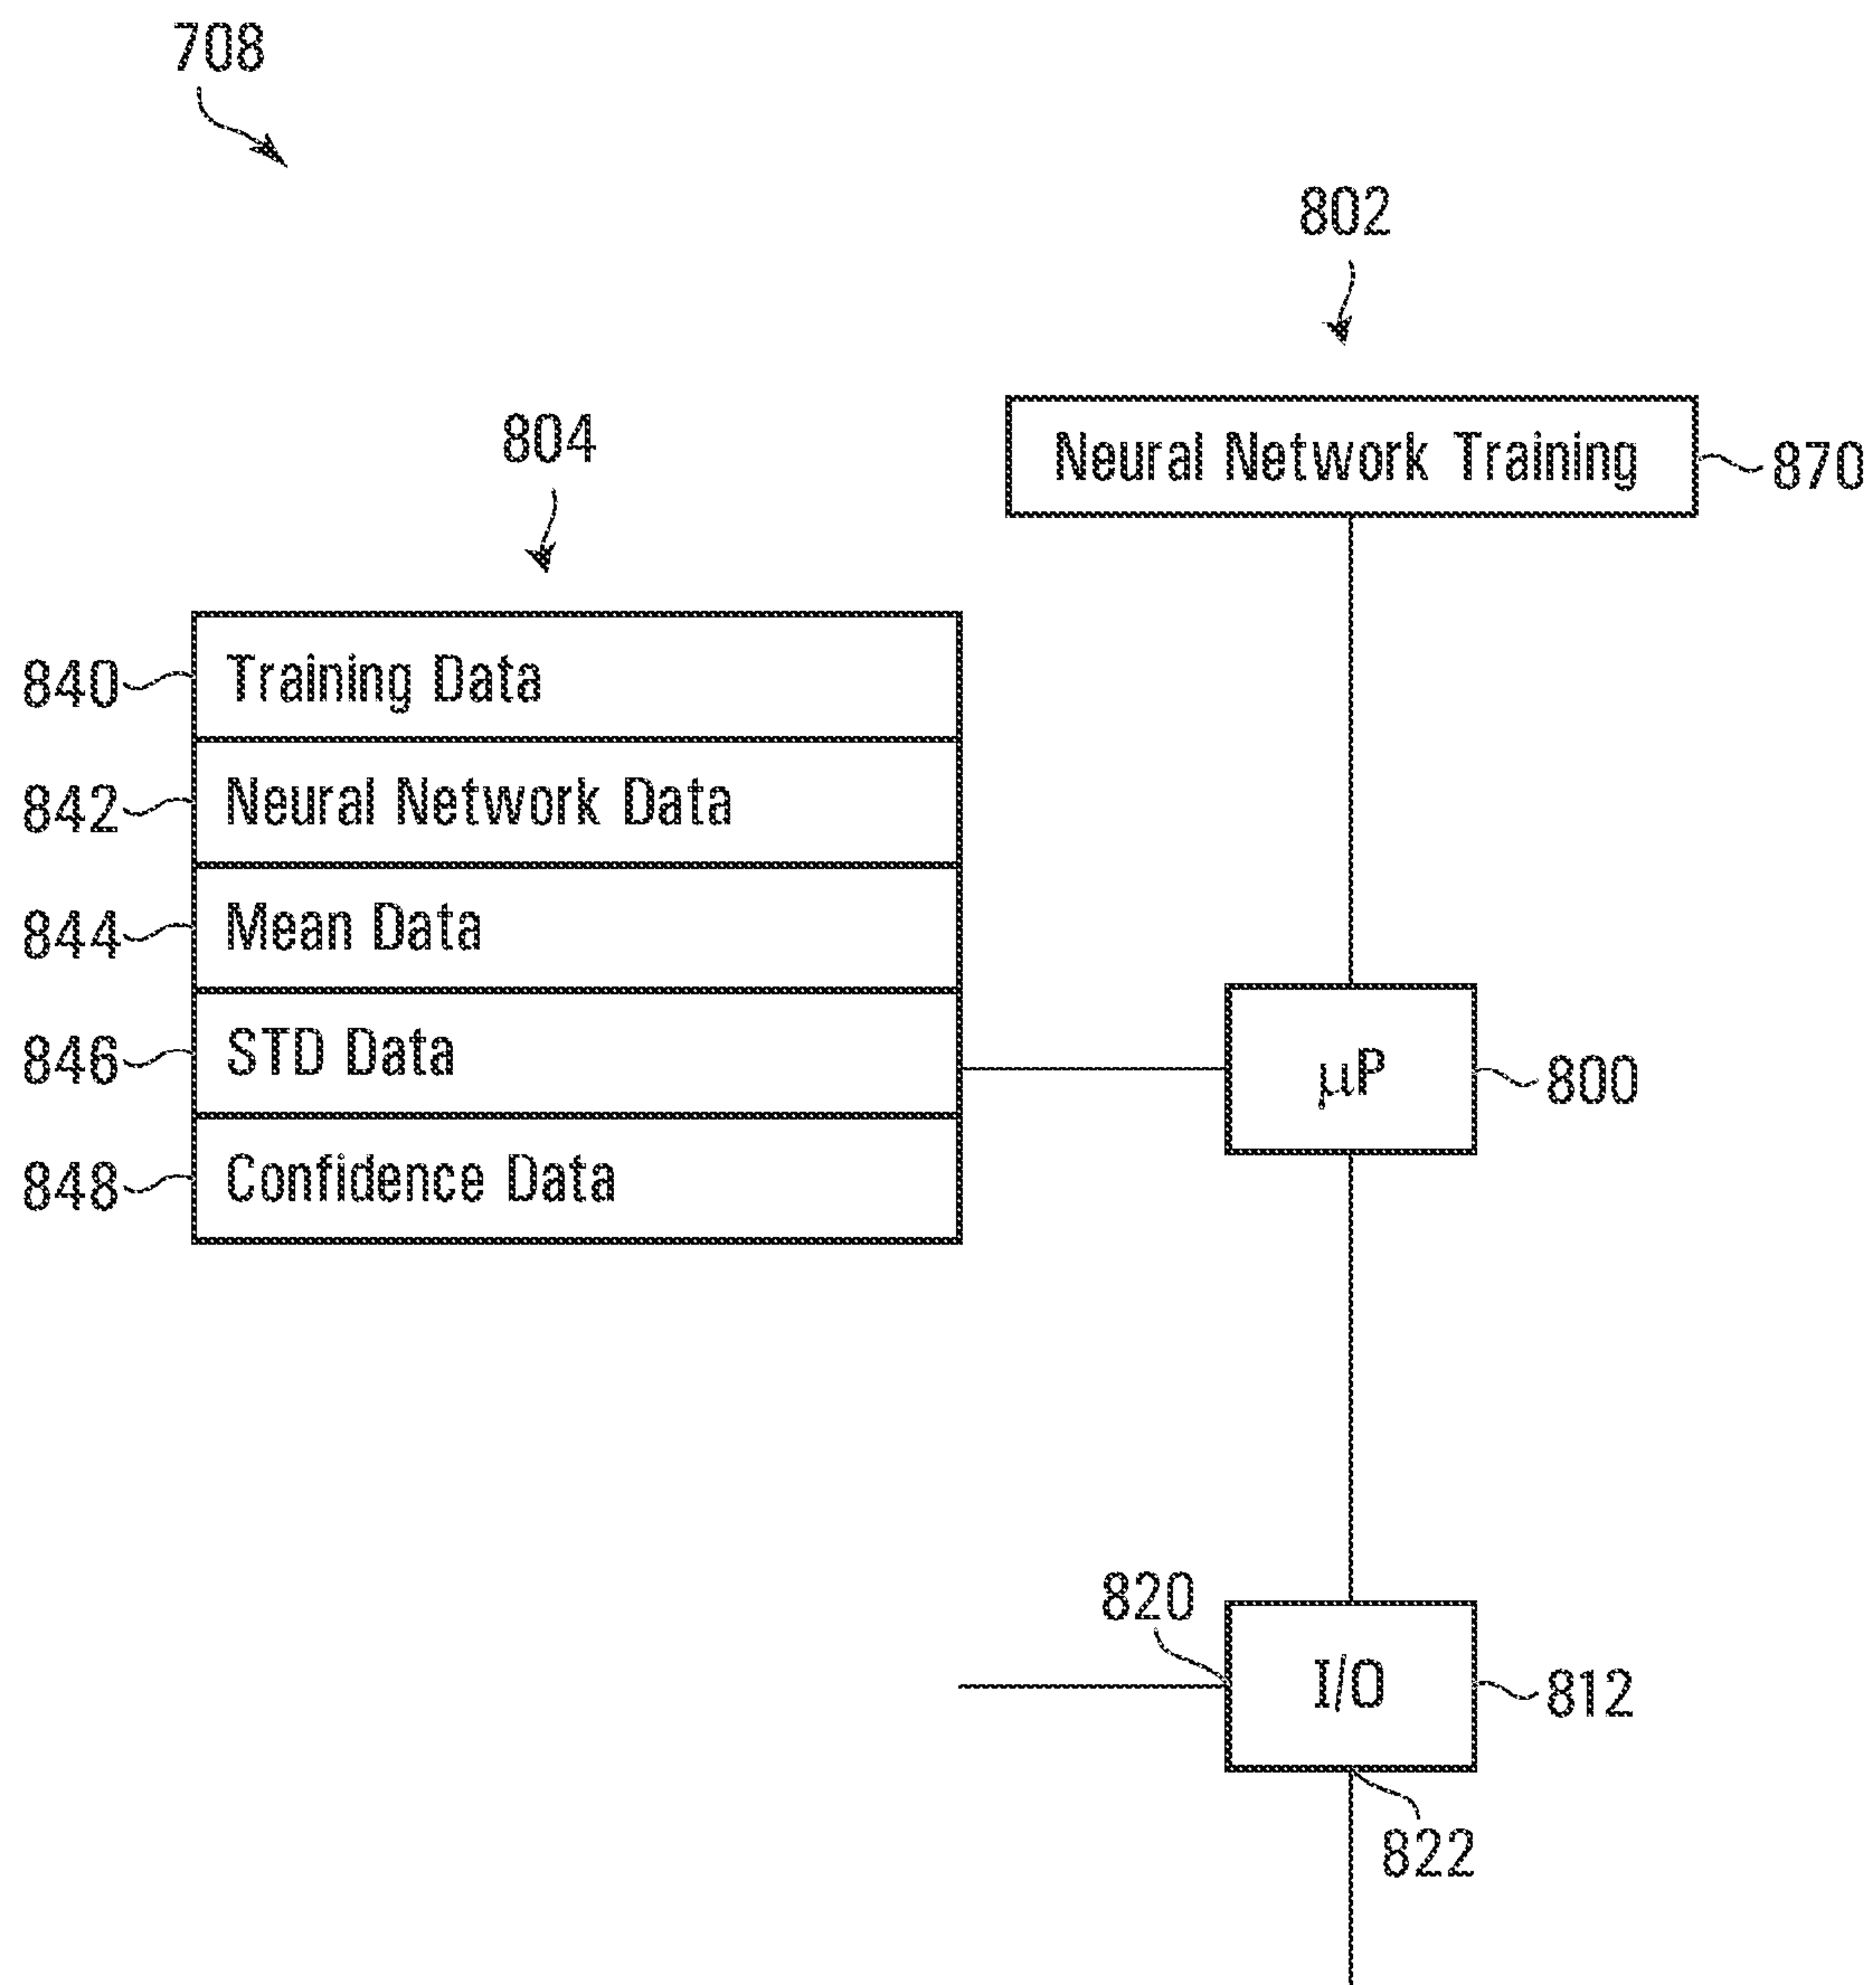 708
802
804
Neural Network Training
870
840
Training Data
842
Neural Network Data
844
Mean Data
846
STD Data
µP
800
848
Confidence Data
820
I/O
812
822